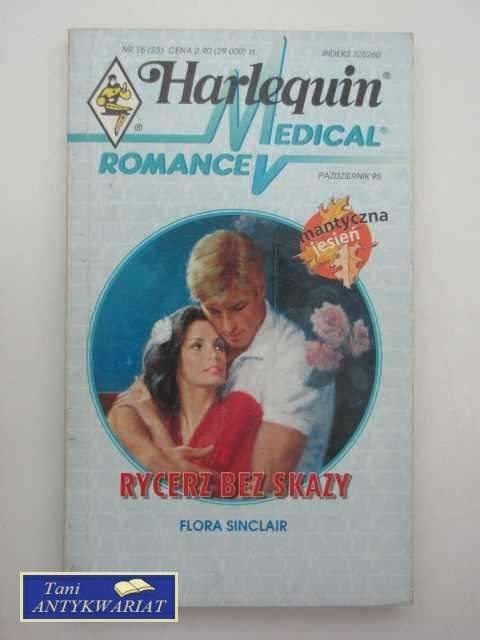 NR 16 (33) CENA 2.90 (29 000) zł
INDEKS 325260
Harlequin®
MEDICAL®
ROMANCE
PAŹDZIERNIK '95
mantyczna
jesień
RYCERZ BEZ SKAZY
FLORA SINCLAIR
Tani
ANTYKWARIAT